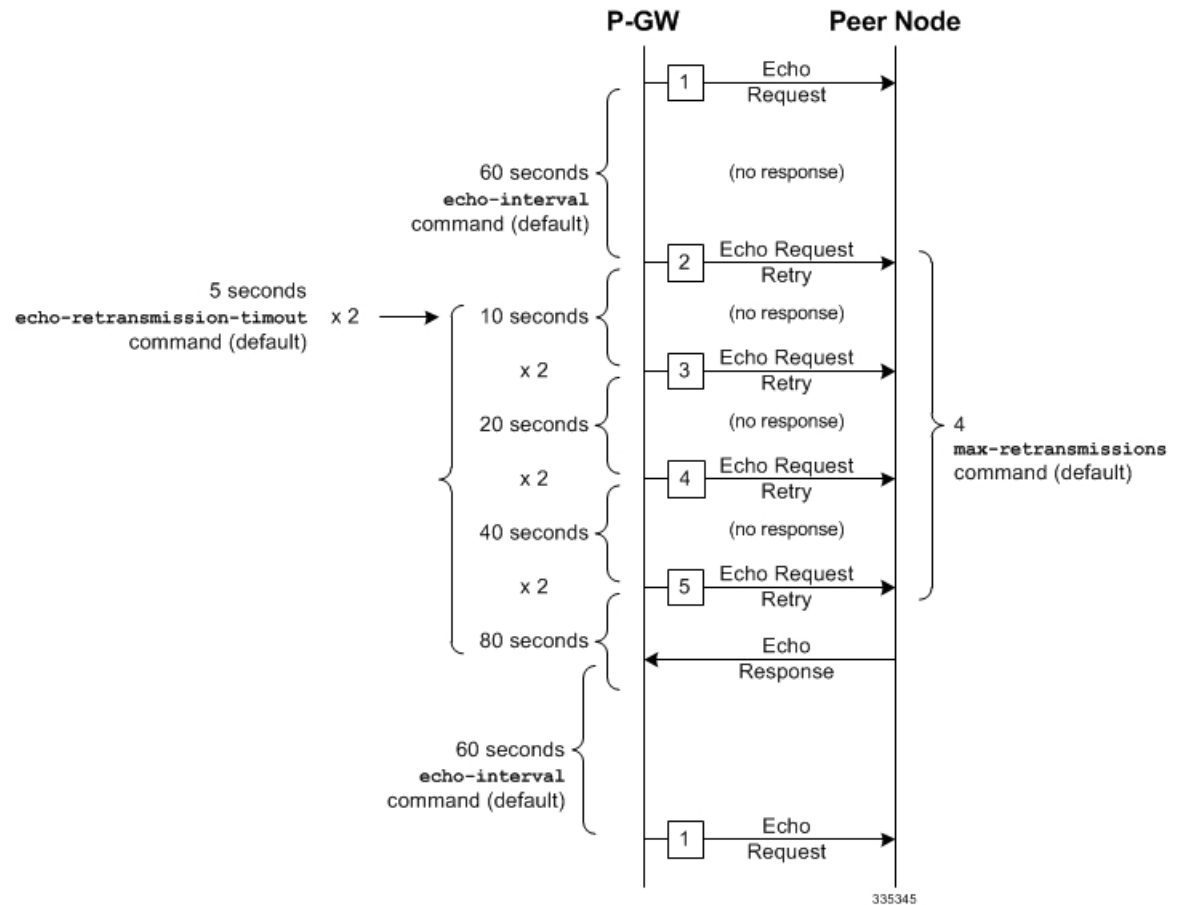 P-GW
Peer Node
1
Echo
Request
60 seconds
echo-interval
command (default)
(no response)
2
Echo Request
Retry
5 seconds
echo-retransmission-timout
command (default)
x 2
10 seconds
(no response)
x 2
3
Echo Request
Retry
20 seconds
(no response)
4
max-retransmissions
command (default)
x 2
4
Echo Request
Retry
40 seconds
(no response)
x 2
5
Echo Request
Retry
80 seconds
Echo
Response
60 seconds
echo-interval
command (default)
1
Echo
Request
335345